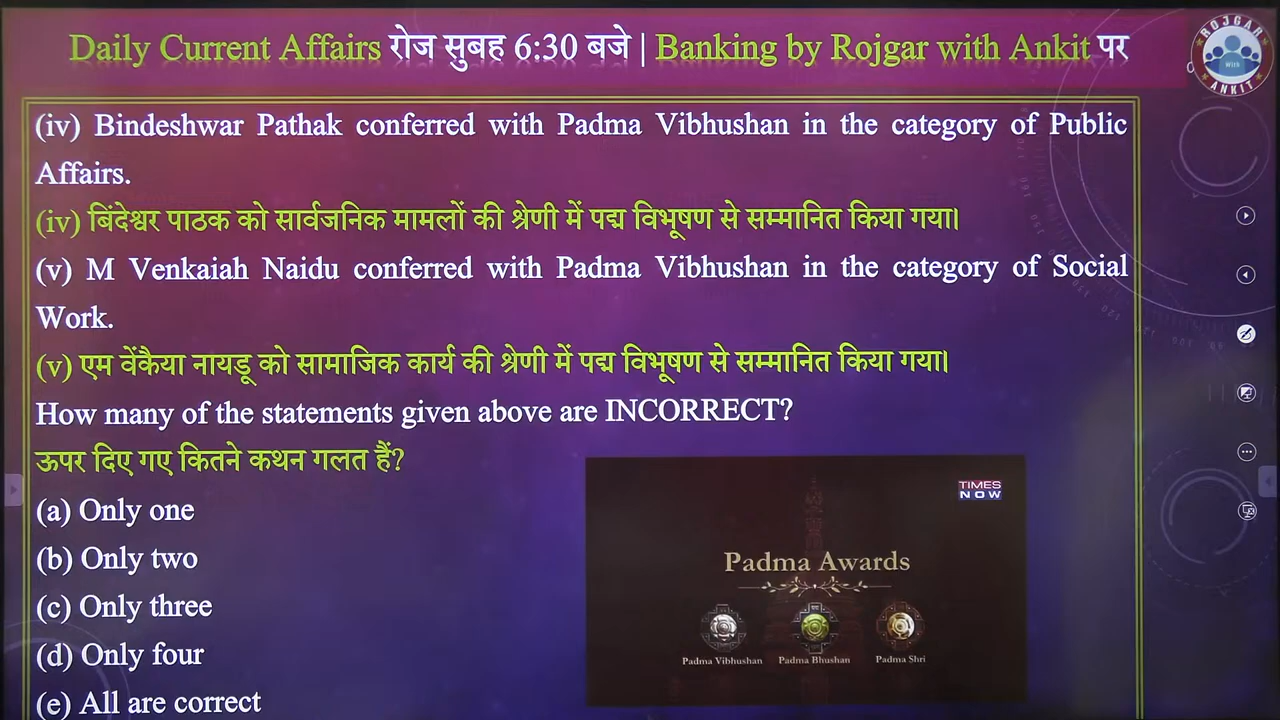 Daily Current Affairs रोज सुबह 6:30 बजे | Banking by Rojgar with Ankit पर
ROJGAR
With
ANKIT
(iv) Bindeshwar Pathak conferred with Padma Vibhushan in the category of Public
Affairs.
(iv) बिंदेश्वर पाठक को सार्वजनिक मामलों की श्रेणी में पद्म विभूषण से सम्मानित किया गया।
(v) M Venkaiah Naidu conferred with Padma Vibhushan in the category of Social
Work.
(v) एम वेंकैया नायडू को सामाजिक कार्य की श्रेणी में पद्म विभूषण से सम्मानित किया गया।
How many of the statements given above are INCORRECT?
ऊपर दिए गए कितने कथन गलत हैं?
(a) Only one
(b) Only two
(c) Only three
(d) Only four
(e) All are correct
TIMES
NOW
Padma Awards
Padma Vibhushan Padma Bhushan Padma Shri